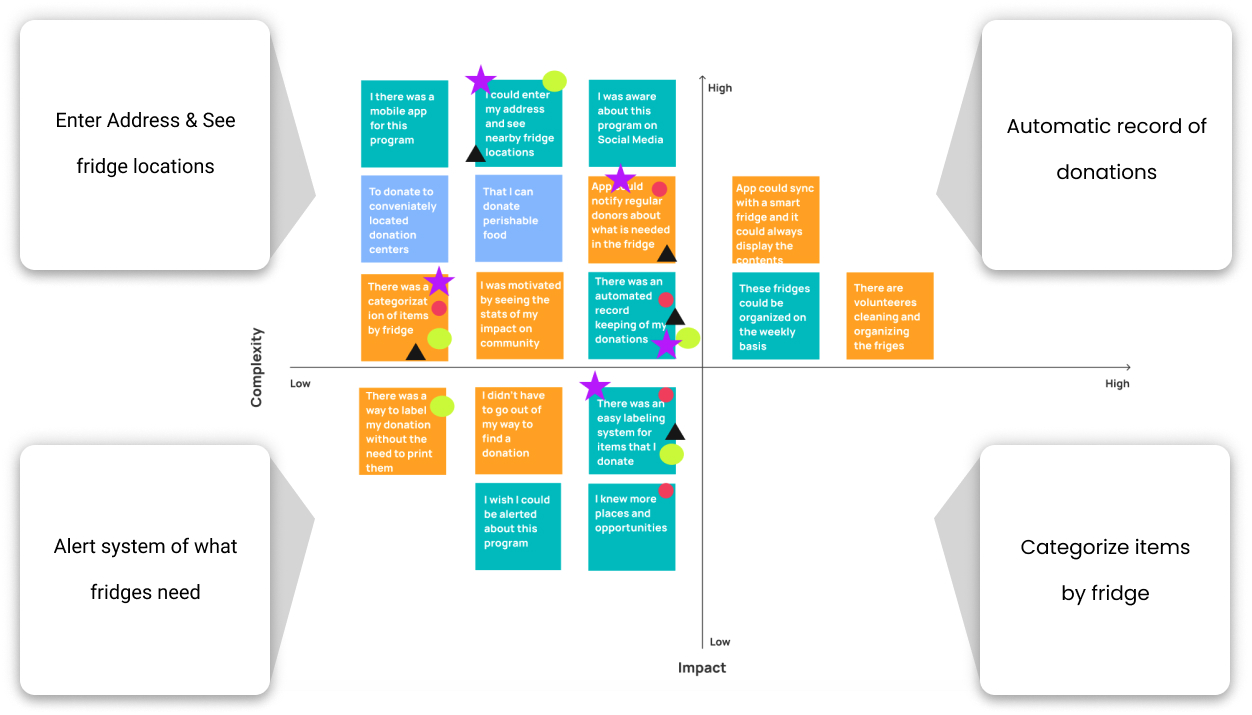 Enter Address & See
fridge locations
Automatic record of
donations
High
I there was a
mobile app
for this
program
I could enter
my address
and see
nearby fridge
locations
I was aware
about this
program on
Social Media
To donate to
conveniately
located
donation
centers
That I can
donate
perishable
food
App could
notify regular
donors about
what is needed
in the fridge
App could sync
with a smart
fridge and it
could always
display the
contents
There was a
categorizat
ion of items
by fridge
I was motivated
by seeing the
stats of my
impact on
community
There was an
automated
record
keeping of my
donations
These fridges
could be
organized on
the weekly
basis
There are
volunteeres
cleaning and
organizing
the friges
Complexity
Low
High
There was a
way to label
my donation
without the
need to print
them
I didn't have
to go out of
my way to
find a
donation
There was an
easy labeling
system for
items that I
donate
I wish I could
be alerted
about this
program
I knew more
places and
opportunities
Low
Impact
Alert system of what
fridges need
Categorize items
by fridge